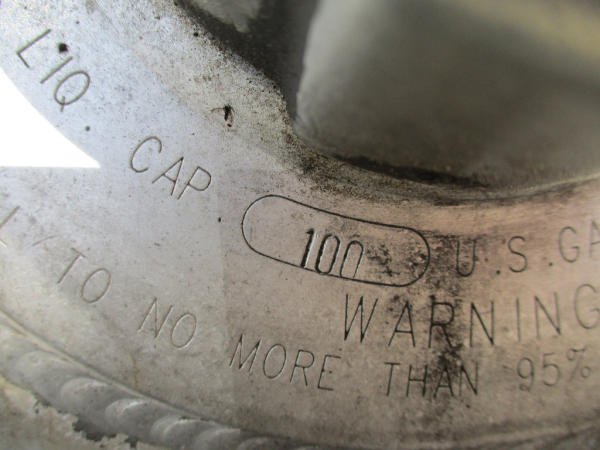 LIQ. CAP 100 U.S.GA
WARNING
TO NO MORE THAN 95%